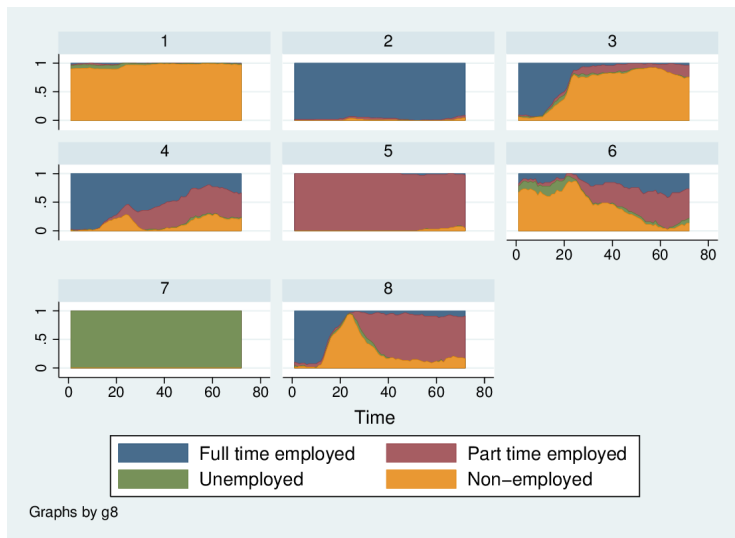 1 2 3
0 .5 1
4 5 6
0 .5 1
0 20 40 60 80
7 8
0 .5 1
0 20 40 60 80 0 20 40 60 80
Time
Full time employed Part time employed
Unemployed Non−employed
Graphs by g8